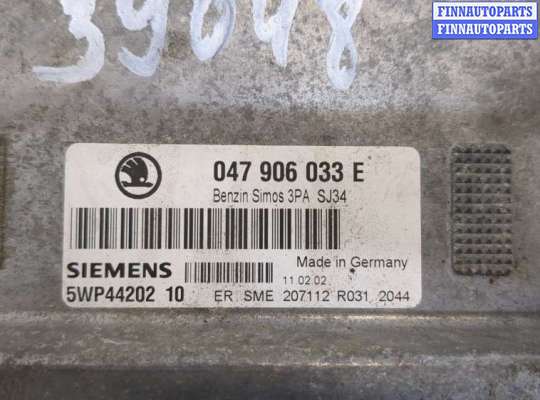 FINNAUTOPARTS
FINNAUTOPARTS
39048
047 906 033 E
Benzin Simos 3PA SJ34
Made in Germany
SIEMENS
11 02 02
5WP44202 10
ER SME 207112 R031 2044